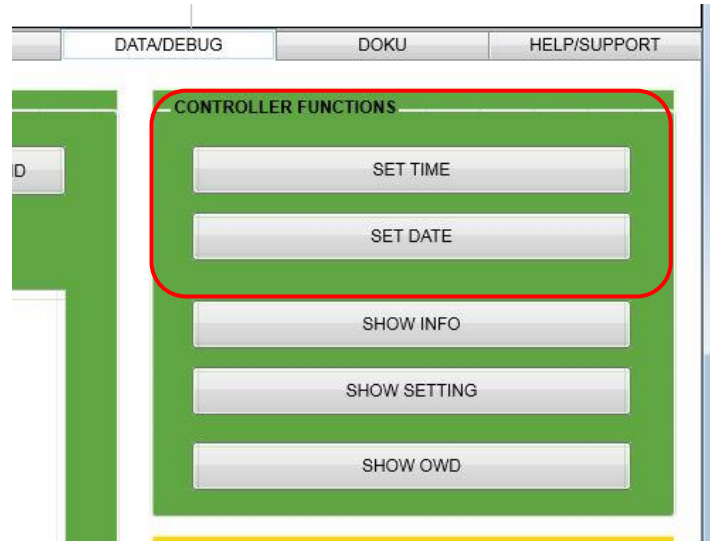 DATA/DEBUG DOKU HELP/SUPPORT
CONTROLLER FUNCTIONS
D SET TIME
SET DATE
SHOW INFO
SHOW SETTING
SHOW OWD